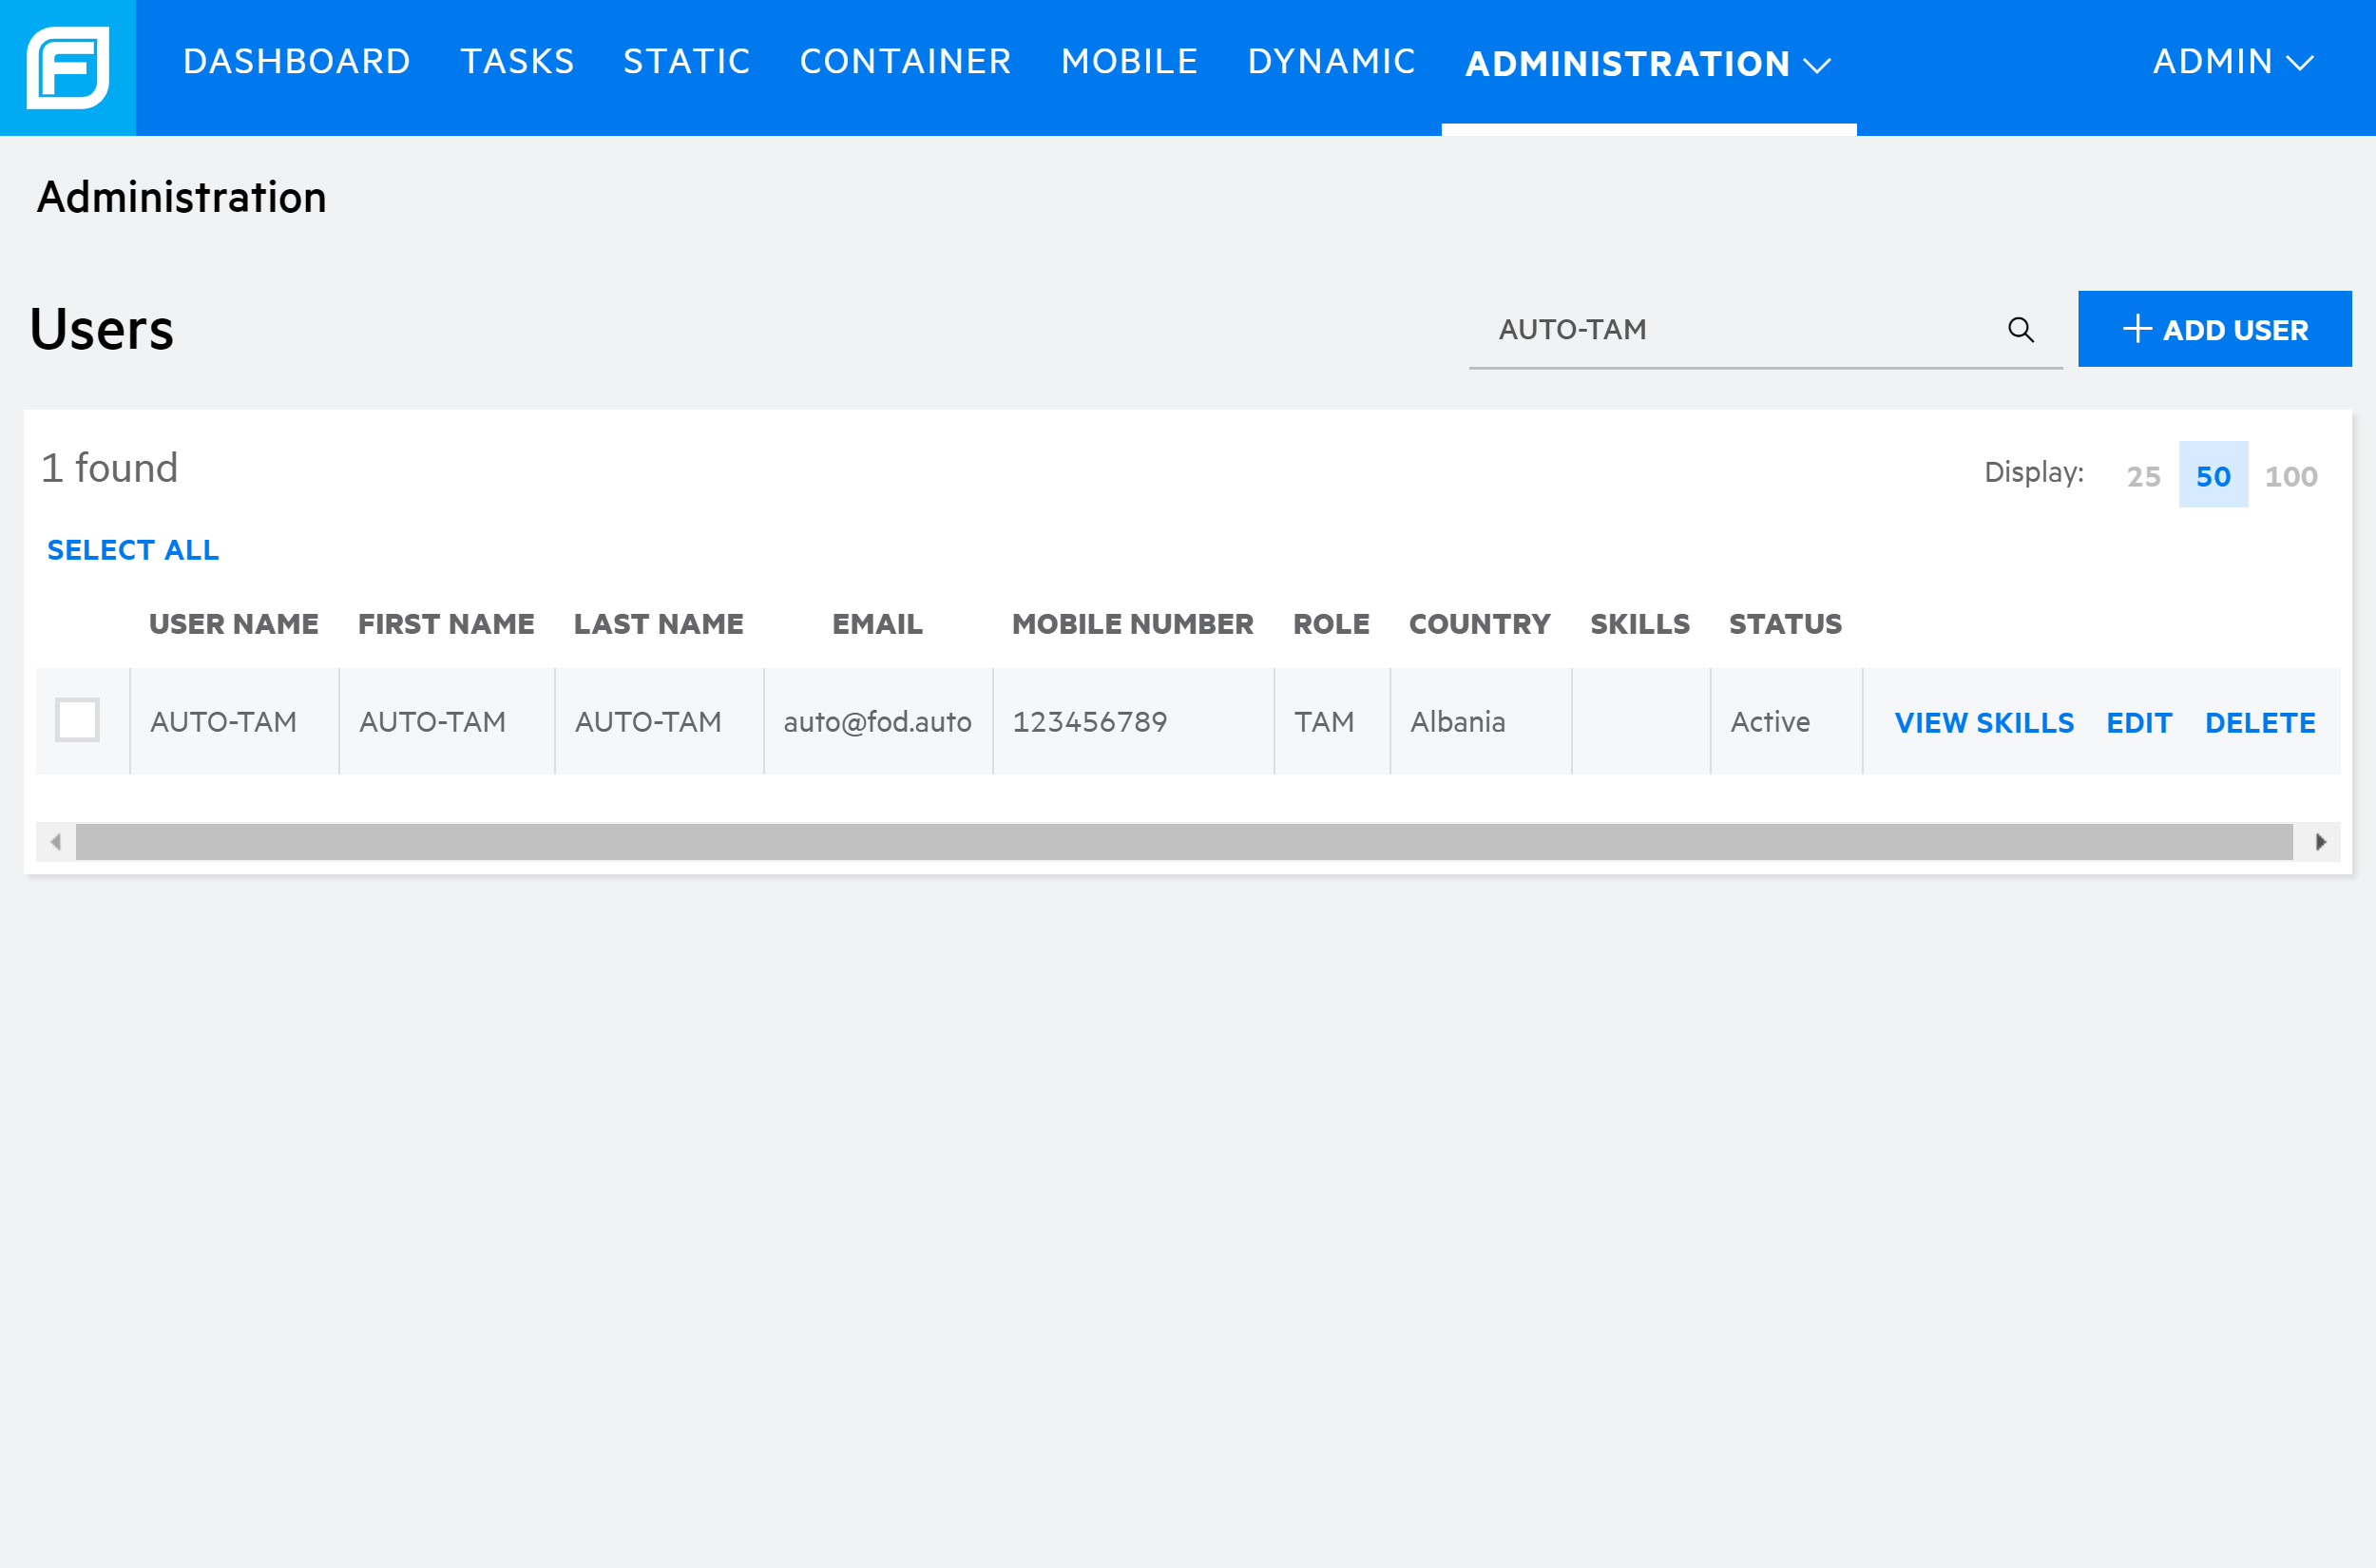 DASHBOARD TASKS STATIC CONTAINER MOBILE DYNAMIC ADMINISTRATION ADMIN
Administration
Users AUTO-TAM ADD USER
1 found Display: 25 50 100
SELECT ALL
USER NAME FIRST NAME LAST NAME EMAIL MOBILE NUMBER ROLE COUNTRY SKILLS STATUS
AUTO-TAM AUTO-TAM AUTO-TAM auto@fod.auto 123456789 TAM Albania Active VIEW SKILLS EDIT DELETE